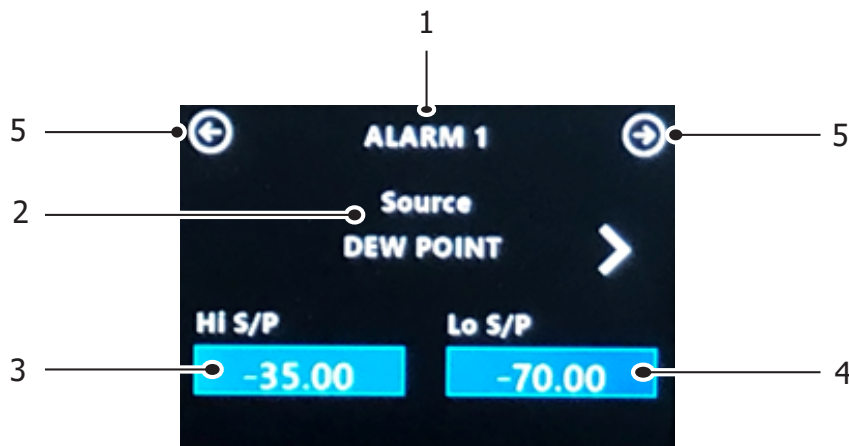 1
5
5
ALARM 1
2
Source
DEW POINT
Hi S/P
Lo S/P
3
-35.00
-70.00
4